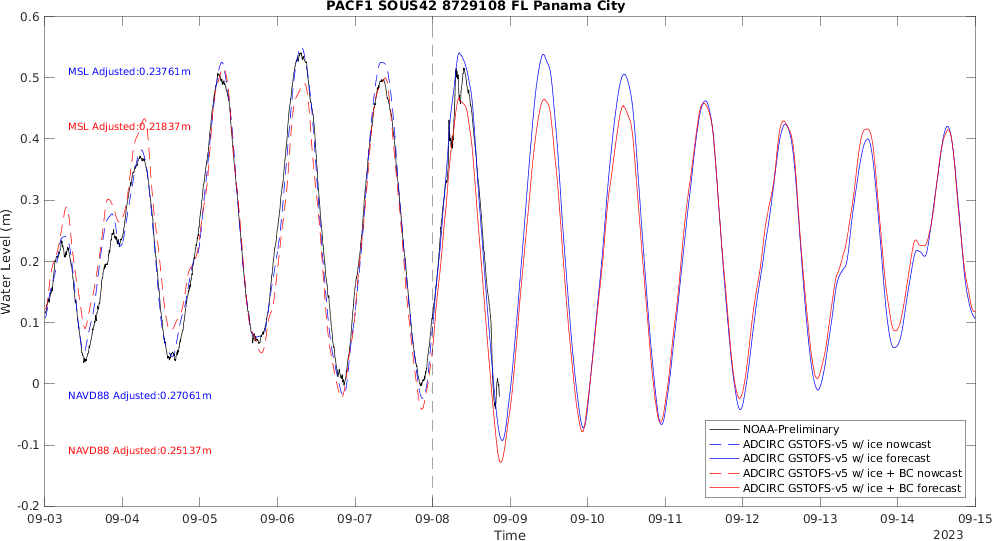 PACF1 SOUS42 8729108 FL Panama City
0.6
0.5
0.4
0.3
0.2
0.1
0
-0.1
-0.2
Water Level (m)
MSL Adjusted:0.23761m
MSL Adjusted:0.21837m
NAVD88 Adjusted:0.27061m
NAVD88 Adjusted:0.25137m
NOAA-Preliminary
ADCIRC GSTOFS-v5 w/ ice nowcast
ADCIRC GSTOFS-v5 w/ ice forecast
ADCIRC GSTOFS-v5 w/ ice + BC nowcast
ADCIRC GSTOFS-v5 w/ ice + BC forecast
09-03 09-04 09-05 09-06 09-07 09-08 09-09 09-10 09-11 09-12 09-13 09-14 09-15
Time
2023